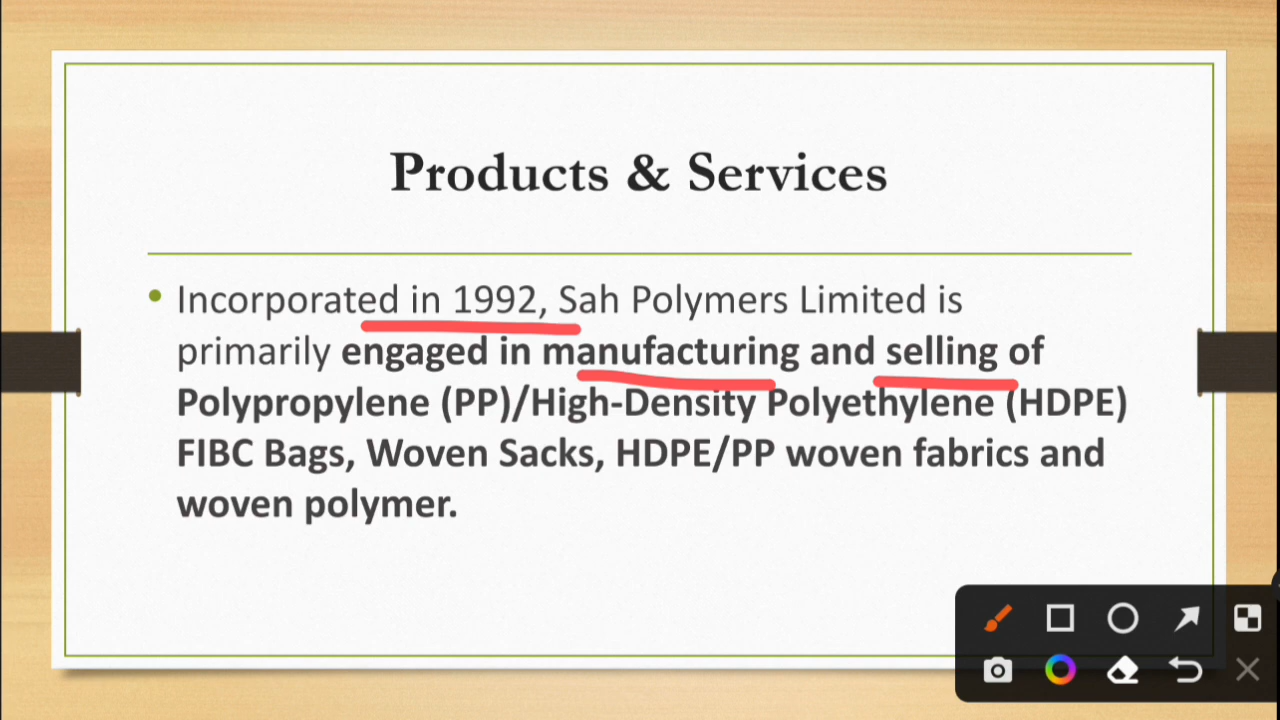 Products & Services
Incorporated in 1992, Sah Polymers Limited is
primarily engaged in manufacturing and selling of
Polypropylene (PP)/High-Density Polyethylene (HDPE)
FIBC Bags, Woven Sacks, HDPE/PP woven fabrics and
woven polymer.